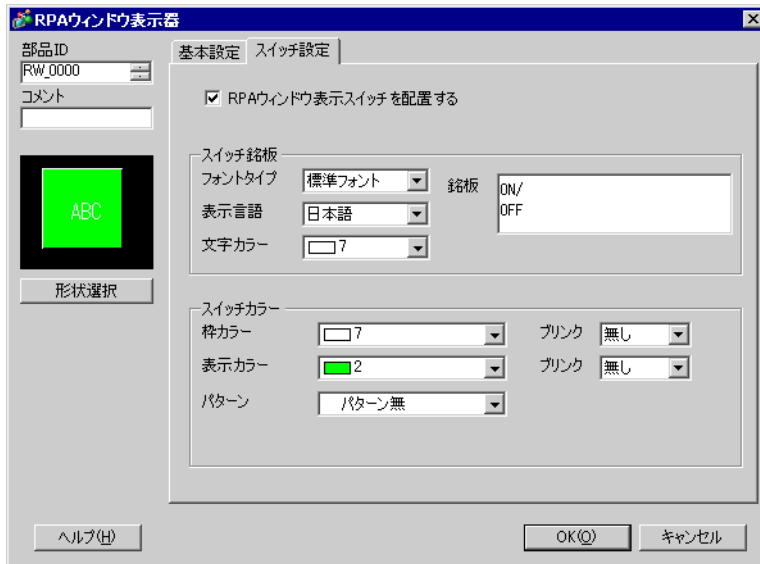 RPAウィンドウ表示器
部品ID
RW_0000
コメント
ABC
形状選択
基本設定 スイッチ設定
RPAウィンドウ表示スイッチを配置する
スイッチ銘板
フォントタイプ 標準フォント 銘板 ON/
OFF
表示言語 日本語
文字カラー 7
スイッチカラー
枠カラー 7 ブリンク 無し
表示カラー 2 ブリンク 無し
パターン パターン無
ヘルプ(H) OK(O) キャンセル